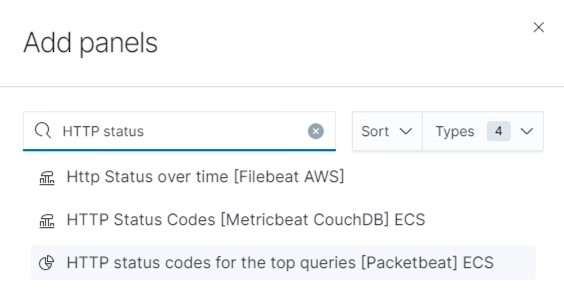 Add panels
HTTP status
Sort
Types 4
Http Status over time [Filebeat AWS]
HTTP Status Codes [Metricbeat CouchDB] ECS
HTTP status codes for the top queries [Packetbeat] ECS